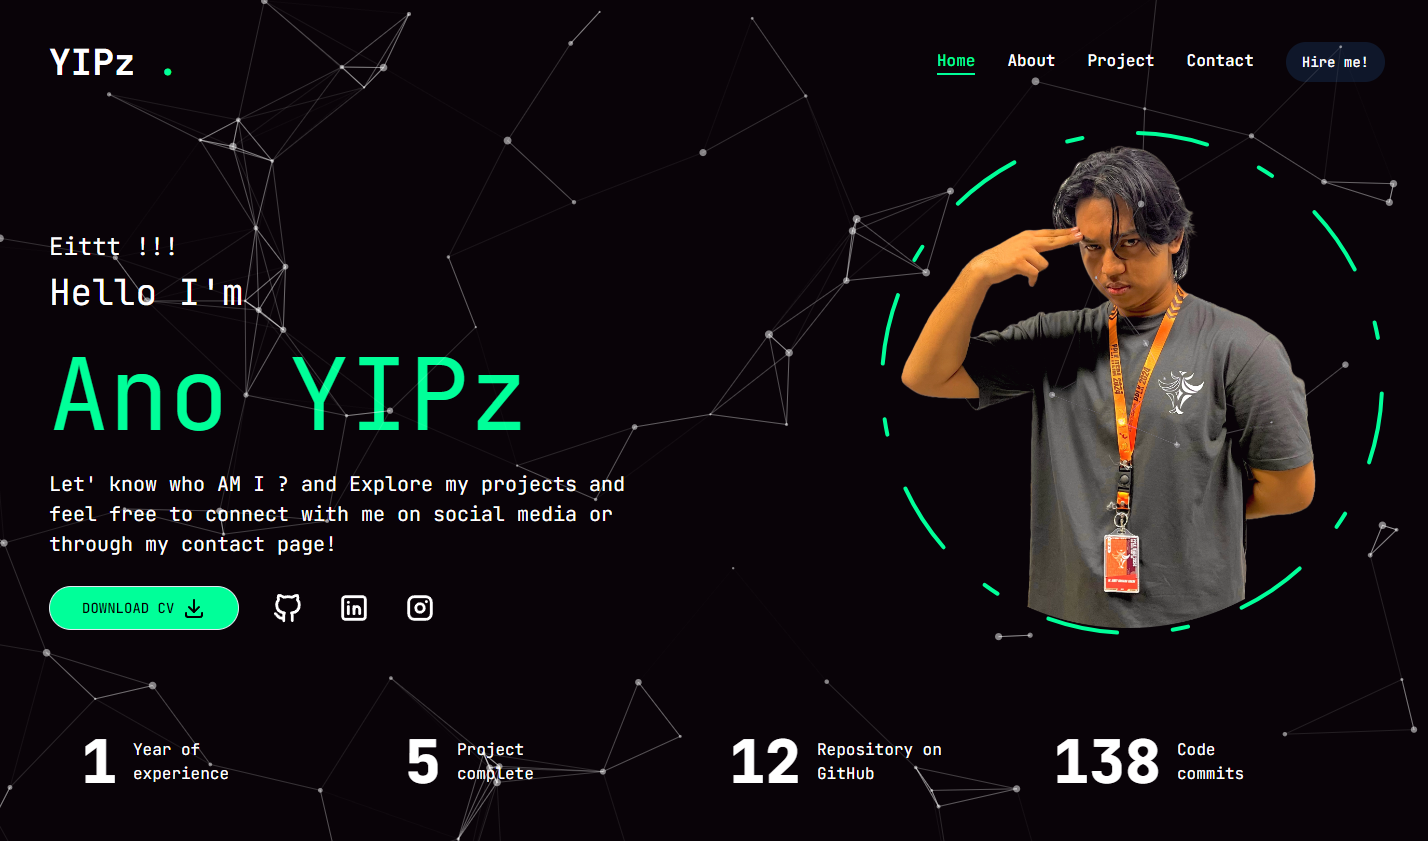 YIPz .
Home About Project Contact Hire me!
Eittt !!!
Hello I'm
Ano YIPz
Let' know who AM I ? and Explore my projects and
feel free to connect with me on social media or
through my contact page!
DOWNLOAD CV
1 Year of
experience
5 Project
complete
12 Repository on
GitHub
138 Code
commits